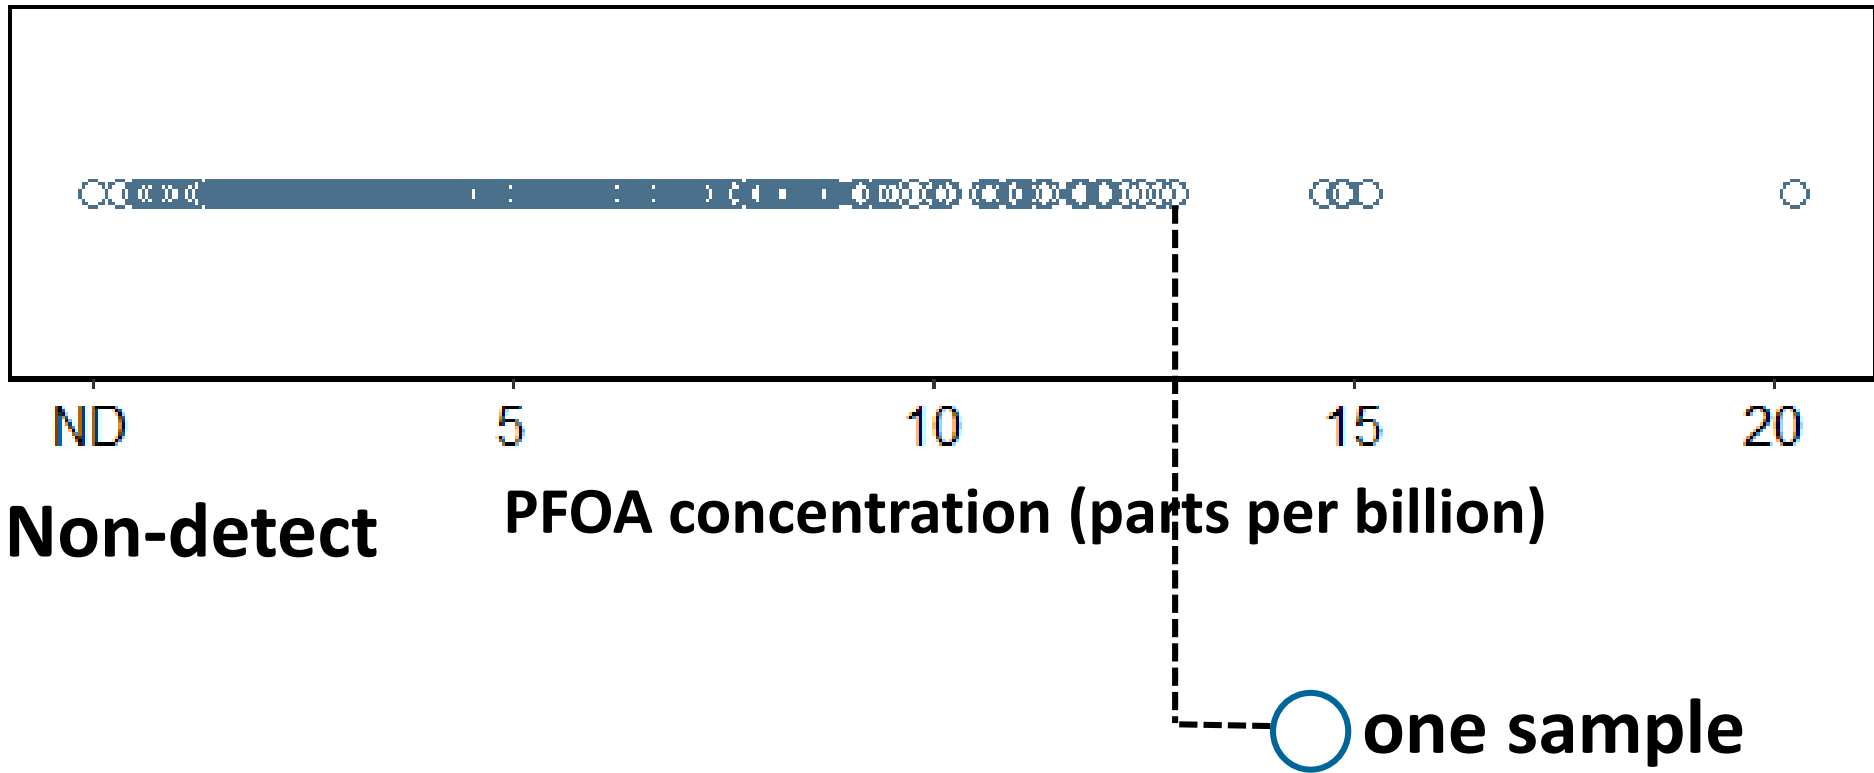 ND 5 10 15 20
Non-detect PFOA concentration (parts per billion)
one sample